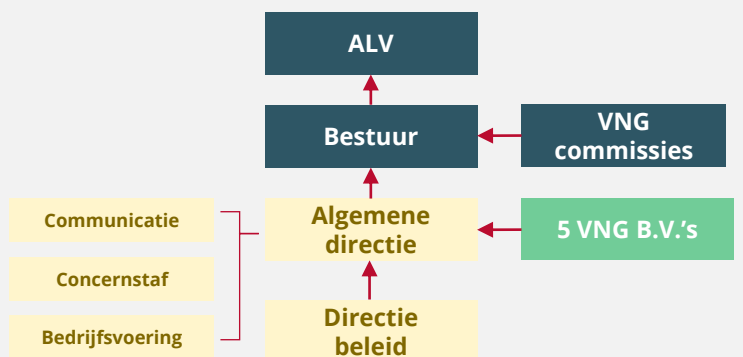 ALV
Bestuur
VNG
commissies
Communicatie
Algemene
directie
5 VNG B.V.’s
Concernstaf
Bedrijfsvoering
Directie
beleid